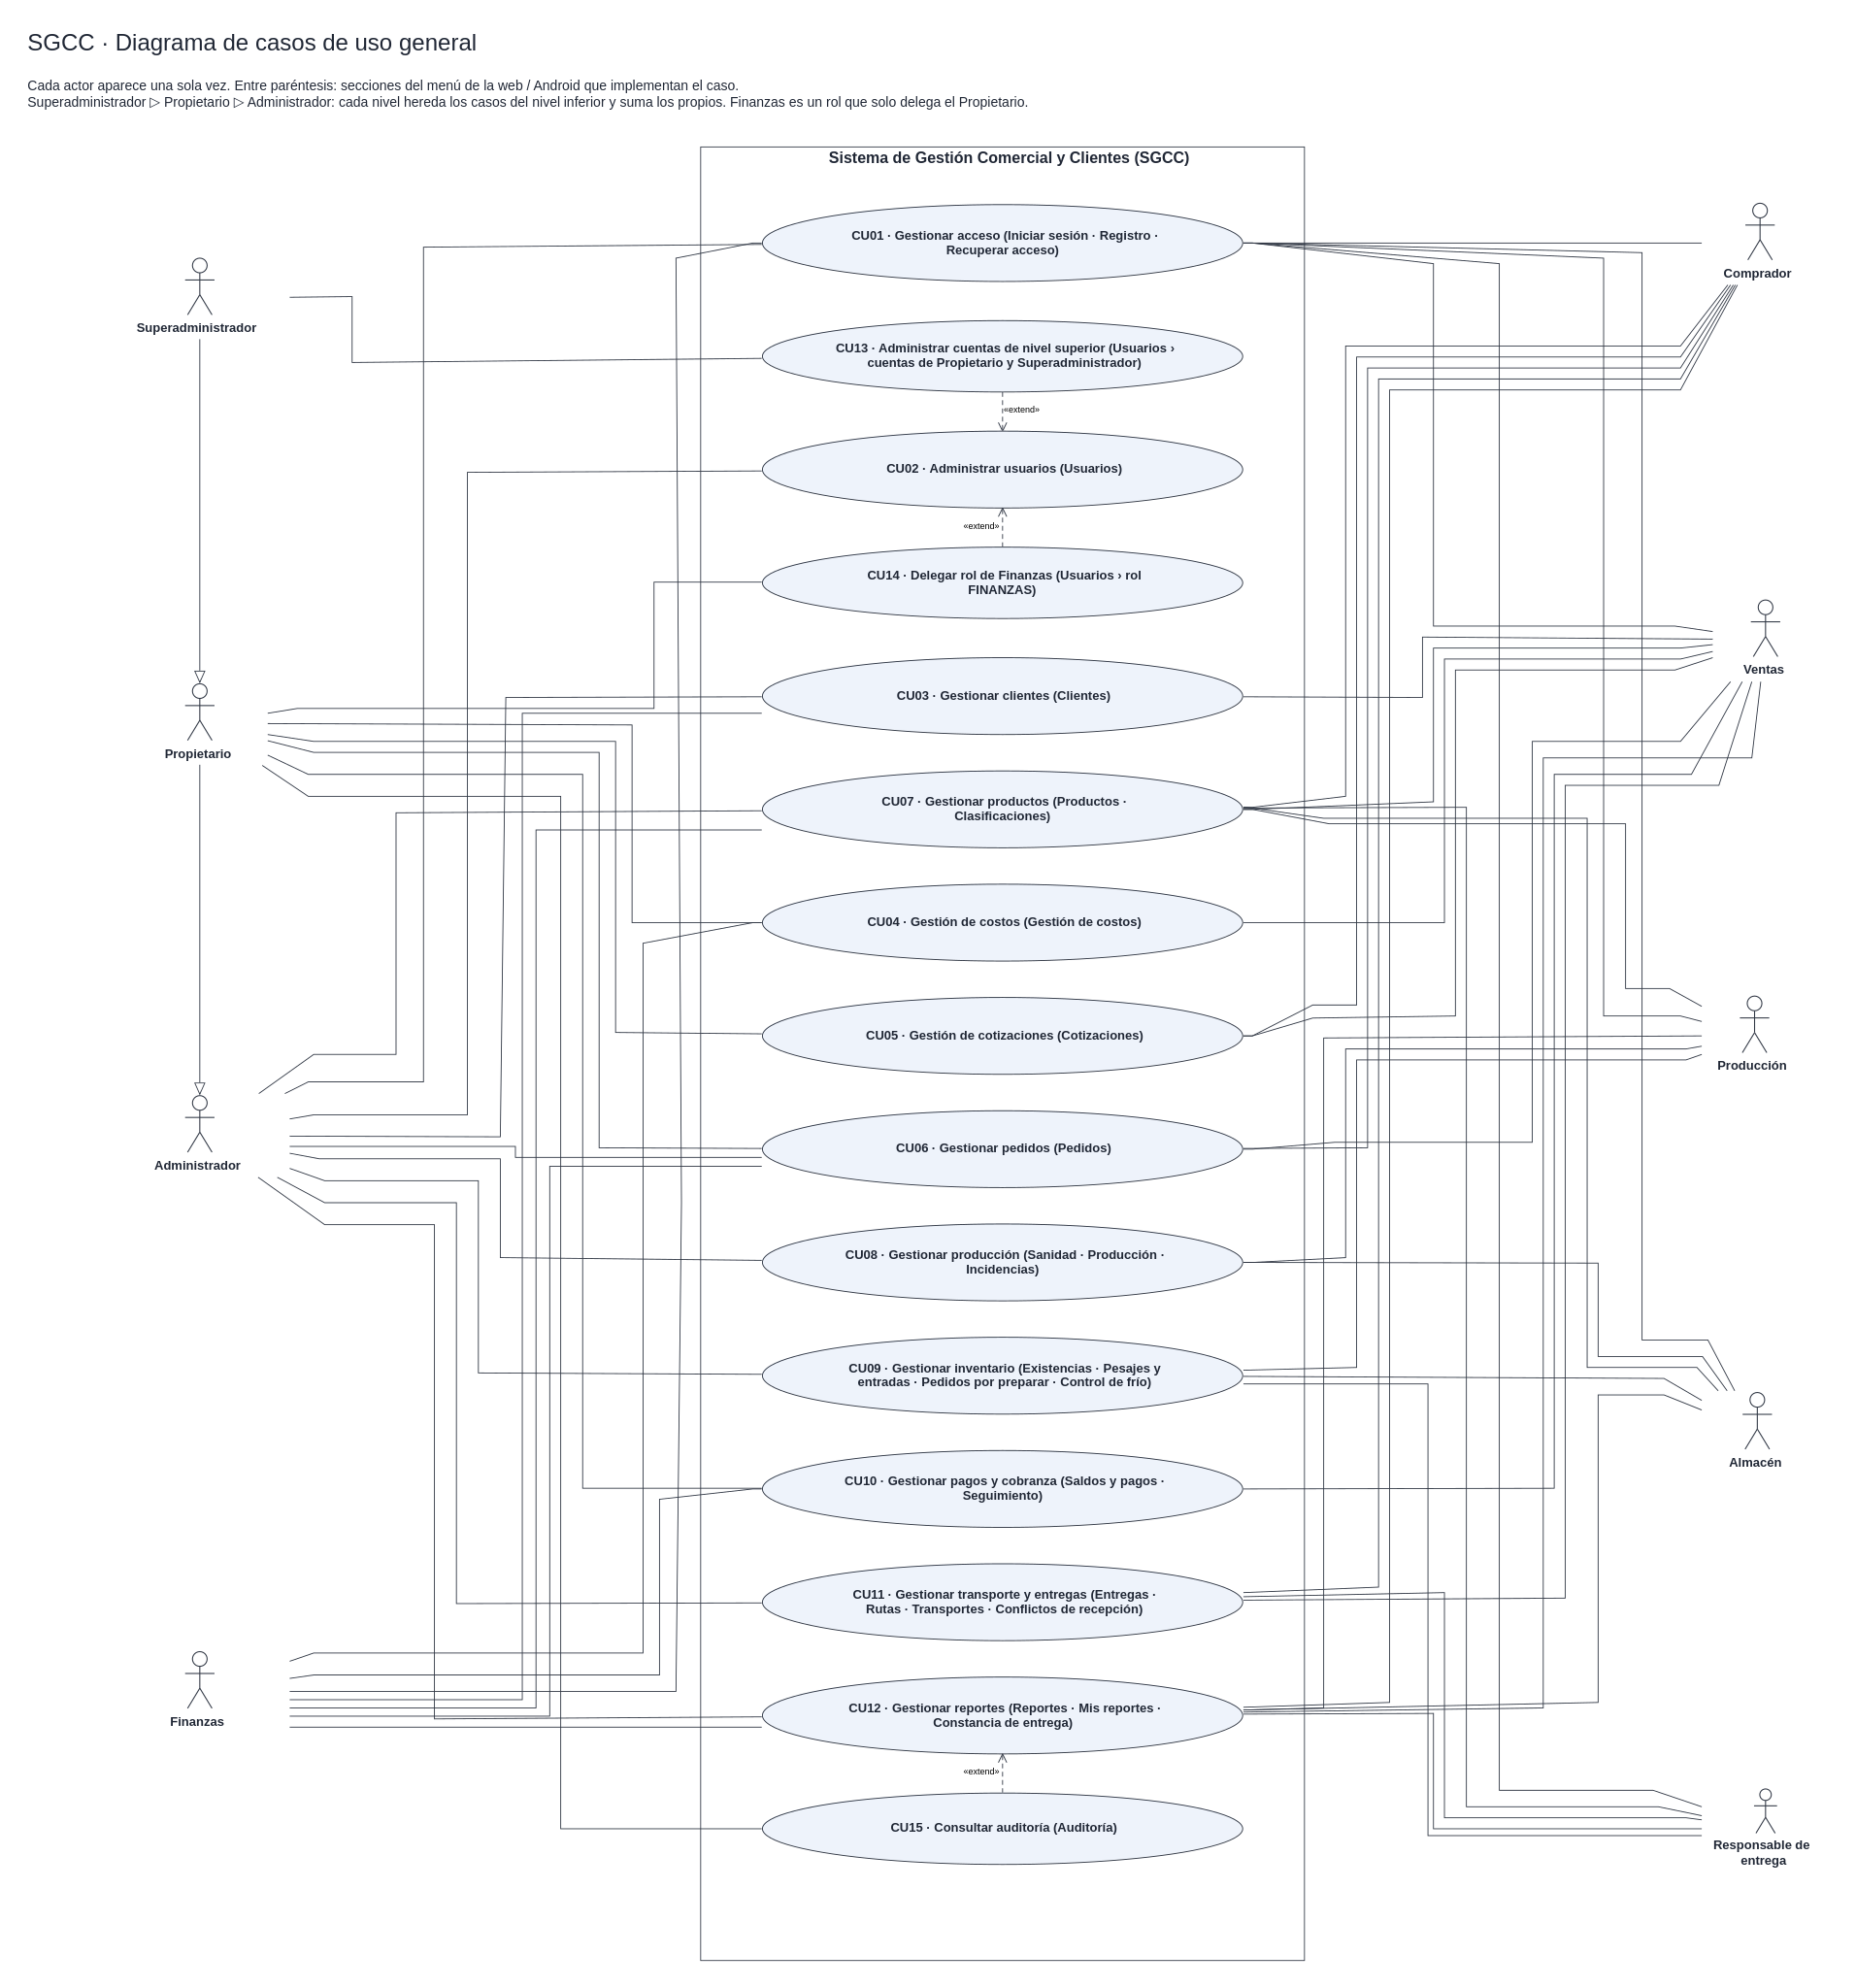 SGCC · Diagrama de casos de uso general
Cada actor aparece una sola vez. Entre paréntesis: secciones del menú de la web / Android que implementan el caso.
Superadministrador ▷ Propietario ▷ Administrador: cada nivel hereda los casos del nivel inferior y suma los propios. Finanzas es un rol que solo delega el Propietario.
Sistema de Gestión Comercial y Clientes (SGCC)
CU01 · Gestionar acceso (Iniciar sesión · Registro ·
Recuperar acceso)
Comprador
Superadministrador
CU13 · Administrar cuentas de nivel superior (Usuarios ›
cuentas de Propietario y Superadministrador)
«extend»
CU02 · Administrar usuarios (Usuarios)
«extend»
CU14 · Delegar rol de Finanzas (Usuarios › rol
FINANZAS)
Ventas
CU03 · Gestionar clientes (Clientes)
Propietario
CU07 · Gestionar productos (Productos ·
Clasificaciones)
CU04 · Gestión de costos (Gestión de costos)
CU05 · Gestión de cotizaciones (Cotizaciones)
Producción
CU06 · Gestionar pedidos (Pedidos)
Administrador
CU08 · Gestionar producción (Sanidad · Producción ·
Incidencias)
CU09 · Gestionar inventario (Existencias · Pesajes y
entradas · Pedidos por preparar · Control de frío)
Almacén
CU10 · Gestionar pagos y cobranza (Saldos y pagos ·
Seguimiento)
CU11 · Gestionar transporte y entregas (Entregas ·
Rutas · Transportes · Conflictos de recepción)
Finanzas
CU12 · Gestionar reportes (Reportes · Mis reportes ·
Constancia de entrega)
«extend»
CU15 · Consultar auditoría (Auditoría)
Responsable de
entrega